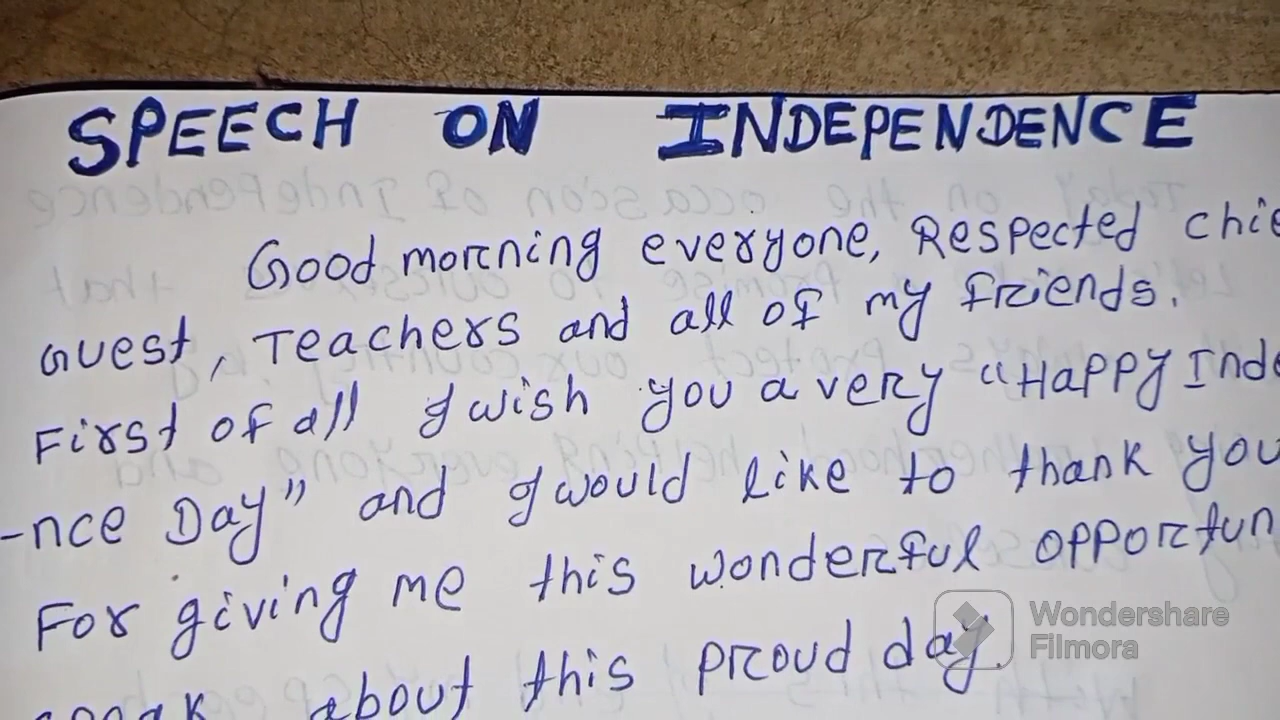 SPEECH ON INDEPENDENCE
Good morning everyone, Respected chie
Guest, Teachers and all of my friends.
First of all I wish you a very "Happy Inde
-nce Day" and I would like to thank you
For giving me this wonderful opportun
about this proud day
Wondershare
Filmora